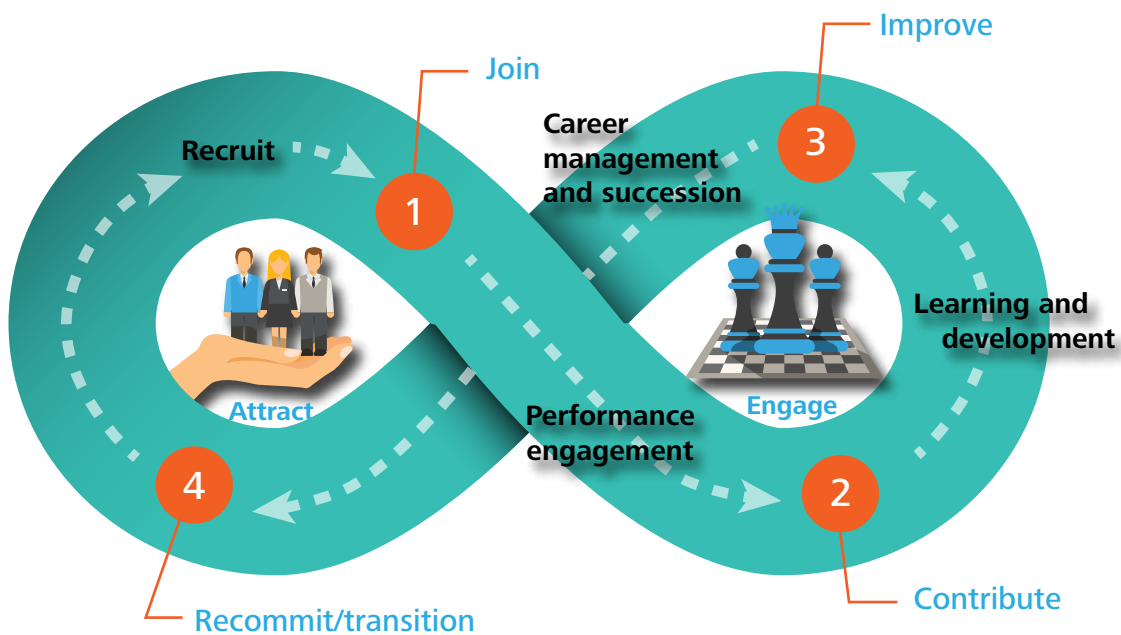 Improve
Join
Career
management
and succession
Recruit
3
1
Learning and
development
Attract
Engage
Performance
engagement
4
2
Contribute
Recommit/transition